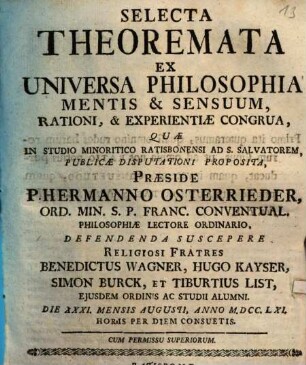 13
SELECTA
THEOREMATA
EX
UNIVERSA PHILOSOPHIA
MENTIS & SENSUUM,
RATIONI, & EXPERIENTIÆ CONGRUA,
QUÆ
IN STUDIO MINORITICO RATISBONENSI AD S. SALVATOREM,
PUBLICÆ DISPUTATIONI PROPOSITA,
PRÆSIDE
P. HERMANNO OSTERRIEDER,
ORD. MIN. S. P. FRANC. CONVENTUAL.
PHILOSOPHIÆ LECTORE ORDINARIO,
DEFENDENDA SUSCEPERE
RELIGIOSI FRATRES
BENEDICTUS WAGNER, HUGO KAYSER,
SIMON BURCK, ET TIBURTIUS LIST,
EJUSDEM ORDINIS AC STUDII ALUMNI.
DIE XXXI. MENSIS AUGUSTI, ANNO M,DCC. LXI.
HORIS PER DIEM CONSUETIS.
CUM PERMISSU SUPERIORUM.